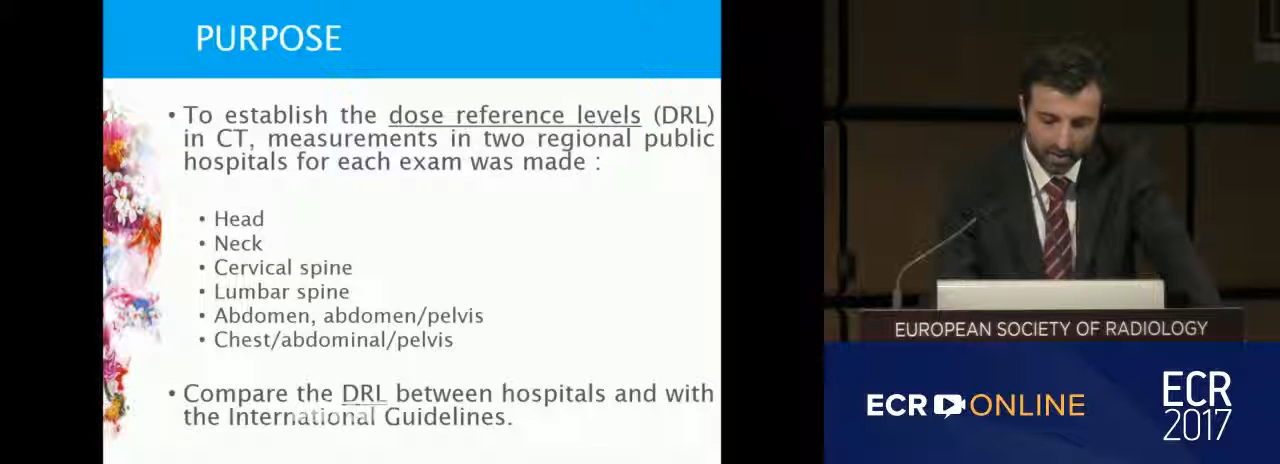 PURPOSE
• To establish the dose reference levels (DRL)
in CT, measurements in two regional public
hospitals for each exam was made :
• Head
• Neck
• Cervical spine
• Lumbar spine
• Abdomen, abdomen/pelvis
• Chest/abdominal/pelvis
• Compare the DRL between hospitals and with
the International Guidelines.
EUROPEAN SOCIETY OF RADIOLOGY
ECR ONLINE
ECR
2017